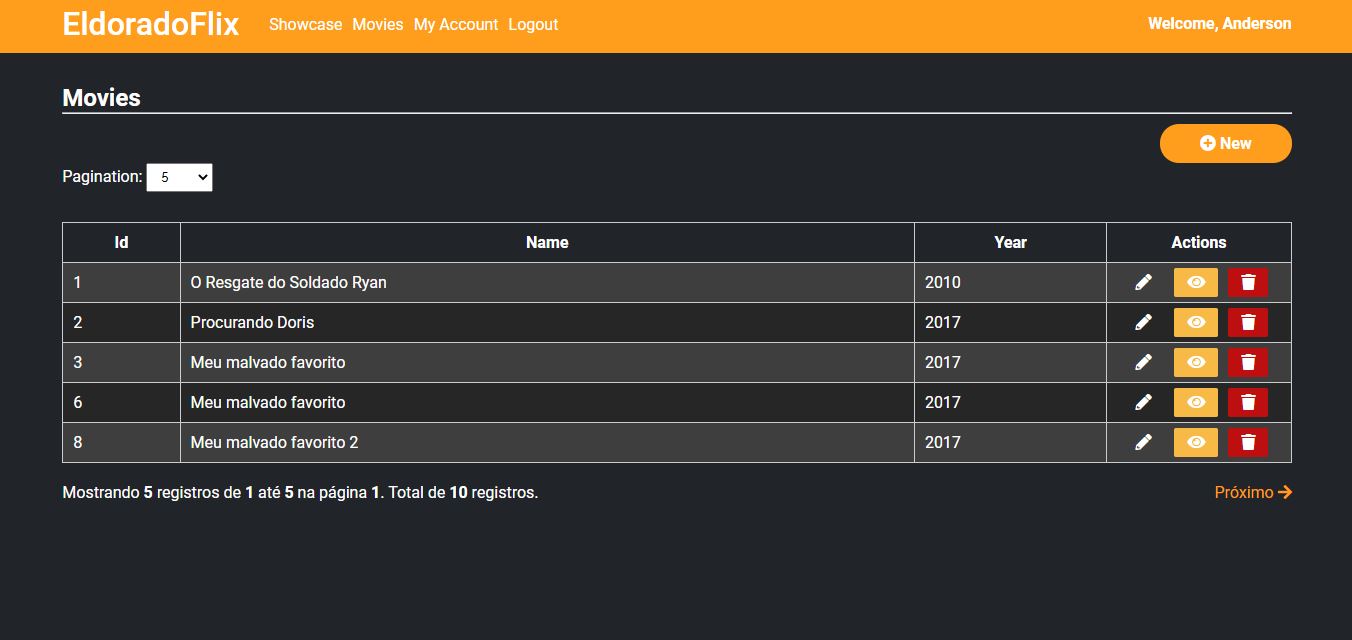 EldoradoFlix Showcase Movies My Account Logout Welcome, Anderson
Movies
New
Pagination: 5
Id Name Year Actions
1 O Resgate do Soldado Ryan 2010
2 Procurando Doris 2017
3 Meu malvado favorito 2017
6 Meu malvado favorito 2017
8 Meu malvado favorito 2 2017
Mostrando 5 registros de 1 até 5 na página 1. Total de 10 registros. Próximo